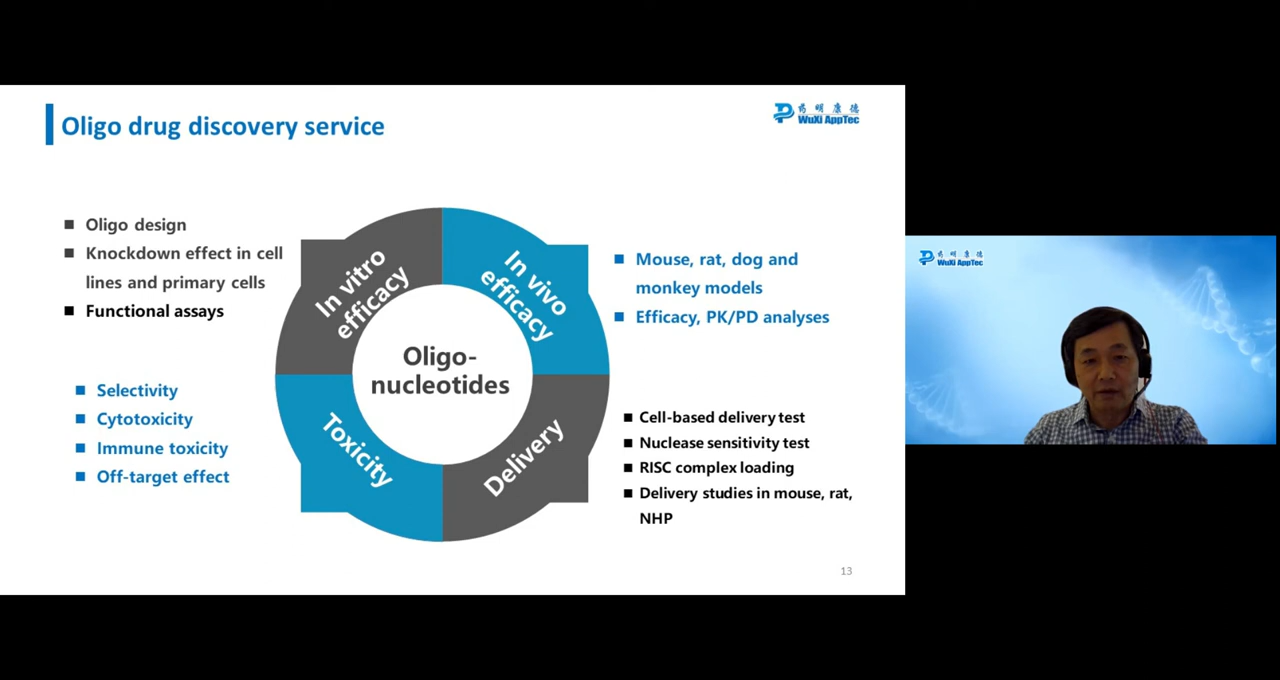 Oligo drug discovery service
药 明 康 德
WuXi AppTec
Oligo design
Knockdown effect in cell
lines and primary cells
Functional assays
In vitro
efficacy
In vivo
efficacy
Mouse, rat, dog and
monkey models
Efficacy, PK/PD analyses
Oligo-
nucleotides
Selectivity
Cytotoxicity
Immune toxicity
Off-target effect
Toxicity
Delivery
Cell-based delivery test
Nuclease sensitivity test
RISC complex loading
Delivery studies in mouse, rat,
NHP
13
药 明 康 德
WuXi AppTec